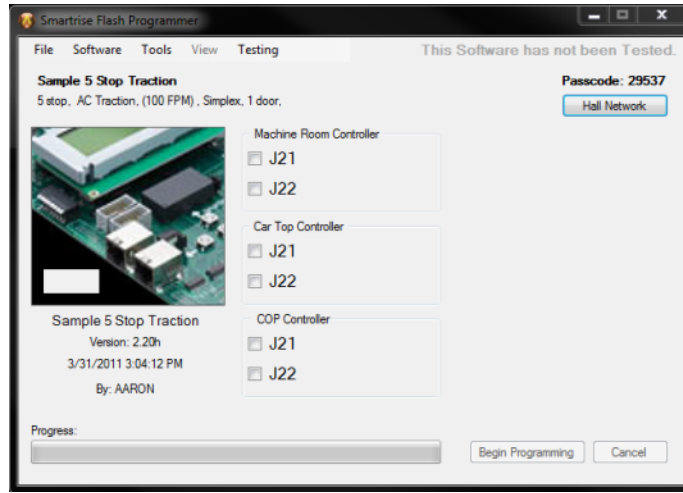 Smartrise Flash Programmer
File Software Tools View Testing This Software has not been Tested.
Sample 5 Stop Traction Passcode: 29537
5 stop, AC Traction, (100 FPM) , Simplex, 1 door,
Hall Network
Machine Room Controller
J21
J22
Car Top Controller
J21
J22
Sample 5 Stop Traction
Version: 2.20h
3/31/2011 3:04:12 PM
By: AARON
COP Controller
J21
J22
Progress:
Begin Programming Cancel